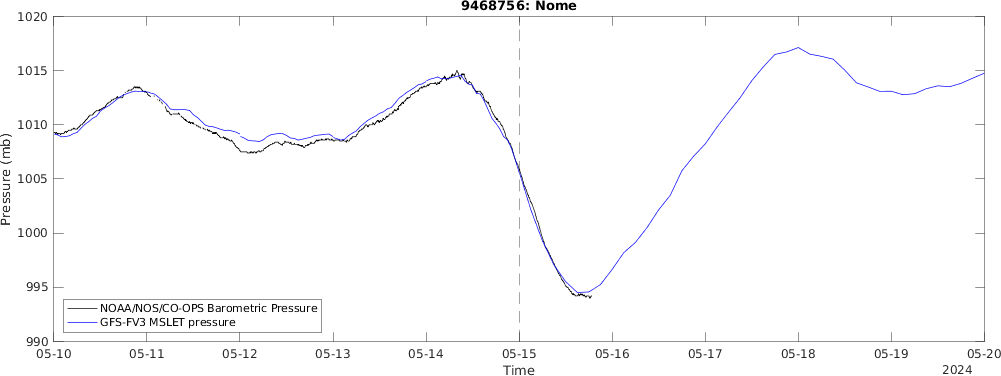 9468756: Nome
1020
1015
1010
1005
1000
995
990
Pressure (mb)
NOAA/NOS/CO-OPS Barometric Pressure
GFS-FV3 MSLET pressure
05-10 05-11 05-12 05-13 05-14 05-15 05-16 05-17 05-18 05-19 05-20
Time
2024